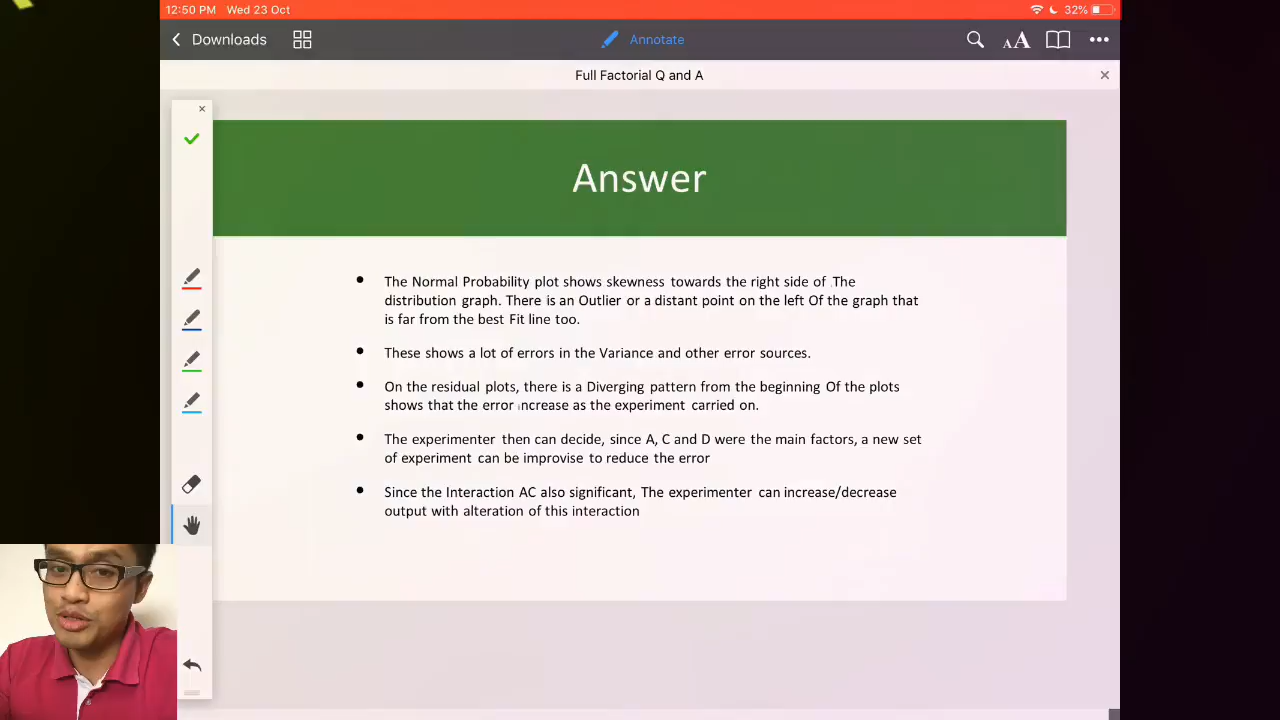 12:50 PM Wed 23 Oct
32%
Downloads
Annotate
AA
Full Factorial Q and A
Answer
• The Normal Probability plot shows skewness towards the right side of .The
distribution graph. There is an Outlier or a distant point on the left Of the graph that
is far from the best Fit line too.
• These shows a lot of errors in the Variance and other error sources.
• On the residual plots, there is a Diverging pattern from the beginning Of the plots
shows that the error increase as the experiment carried on.
• The experimenter then can decide, since A, C and D were the main factors, a new set
of experiment can be improvise to reduce the error
• Since the Interaction AC also significant, The experimenter can increase/decrease
output with alteration of this interaction